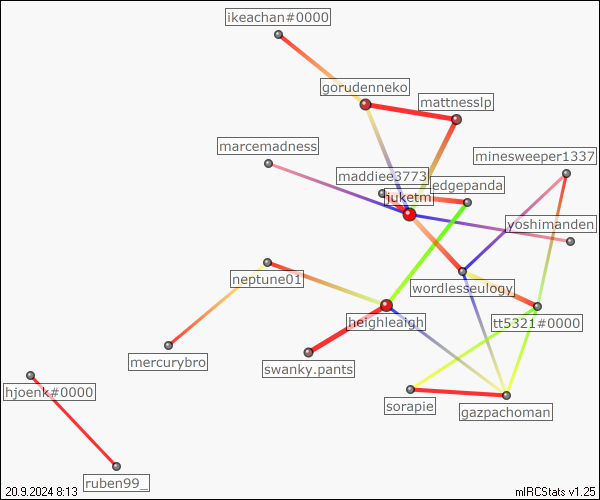 ikeachan#0000
gorudenneko
mattnesslp
marcemadness
minesweeper1337
maddiee3773
edgepanda
juketm
yoshimanden
neptune01
wordlesseulogy
heighleaigh
tt5321#0000
mercurybro
swanky.pants
hjoenk#0000
sorapie
gazpachoman
ruben99_
20.9.2024 8:13
mIRCStats v1.25